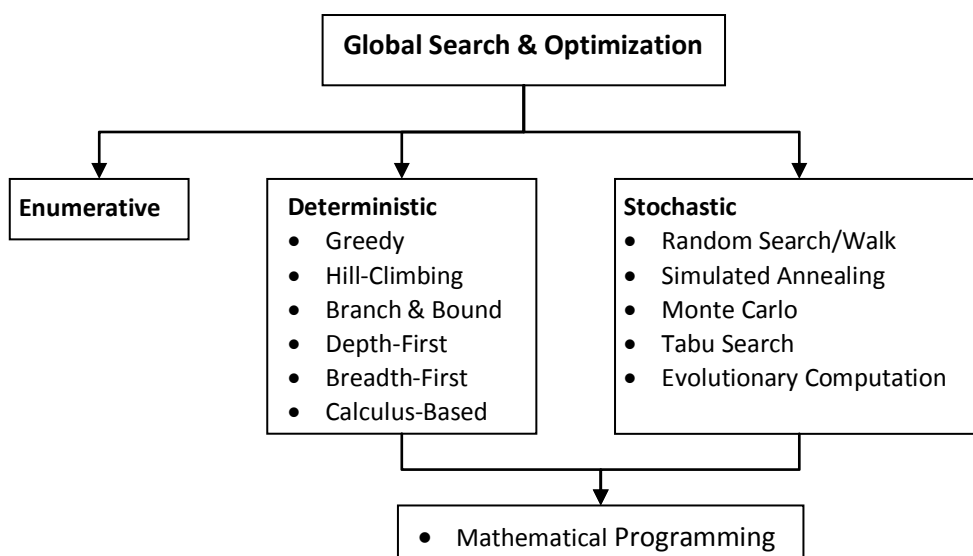 Global Search & Optimization
Enumerative
Deterministic
• Greedy
• Hill-Climbing
• Branch & Bound
• Depth-First
• Breadth-First
• Calculus-Based
Stochastic
• Random Search/Walk
• Simulated Annealing
• Monte Carlo
• Tabu Search
• Evolutionary Computation
• Mathematical Programming